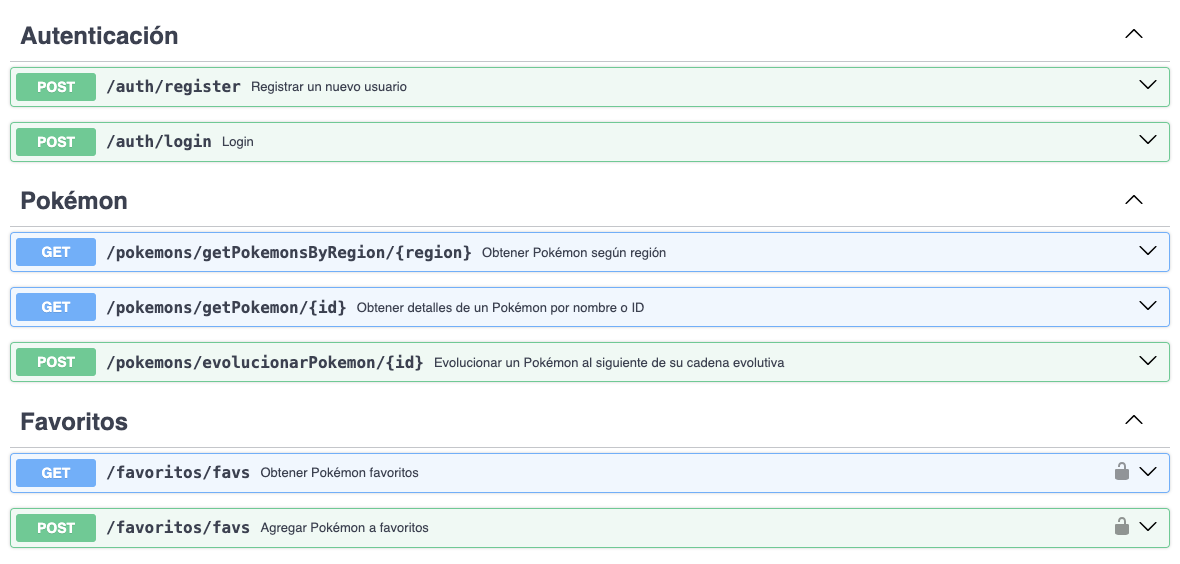 Autenticación
POST /auth/register Registrar un nuevo usuario
POST /auth/login Login
Pokémon
GET /pokemons/getPokemonsByRegion/{region} Obtener Pokémon según región
GET /pokemons/getPokemon/{id} Obtener detalles de un Pokémon por nombre o ID
POST /pokemons/evolucionarPokemon/{id} Evolucionar un Pokémon al siguiente de su cadena evolutiva
Favoritos
GET /favoritos/favs Obtener Pokémon favoritos
POST /favoritos/favs Agregar Pokémon a favoritos